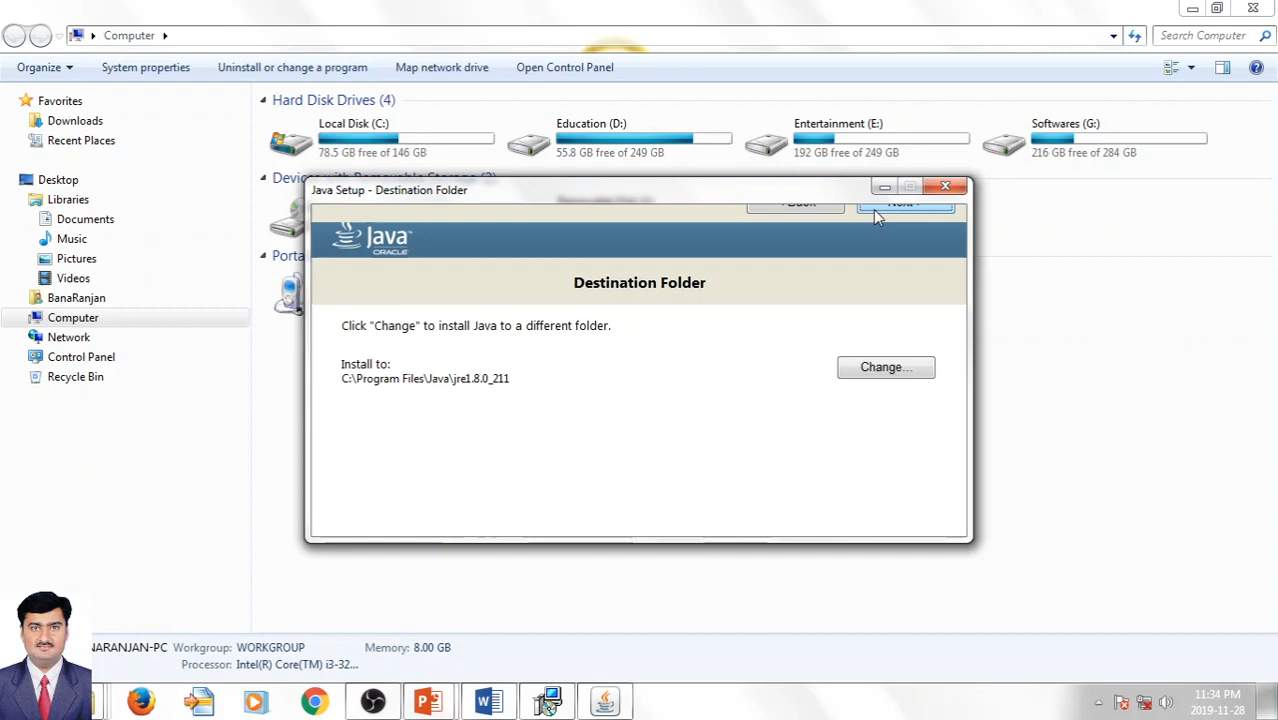 Computer
Search Computer
Organize
System properties
Uninstall or change a program
Map network drive
Open Control Panel
Favorites
Downloads
Recent Places
Desktop
Libraries
Documents
Music
Pictures
Videos
BanaRanjan
Computer
Network
Control Panel
Recycle Bin
Hard Disk Drives (4)
Local Disk (C:)
78.5 GB free of 146 GB
Education (D:)
55.8 GB free of 249 GB
Entertainment (E:)
192 GB free of 249 GB
Softwares (G:)
216 GB free of 284 GB
Java Setup - Destination Folder
Java
ORACLE
Destination Folder
Click "Change" to install Java to a different folder.
Install to:
C:\Program Files\Java\jre1.8.0_211
Change...
NARANJAN-PC Workgroup: WORKGROUP Memory: 8.00 GB
Processor: Intel(R) Core(TM) i3-32...
11:34 PM
2019-11-28